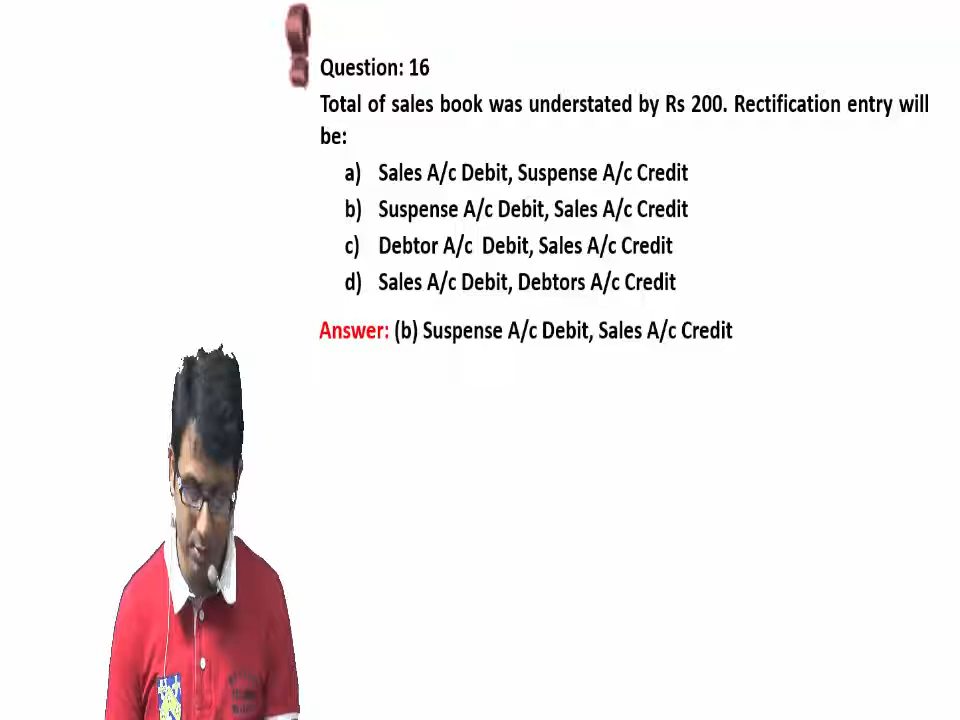 Question: 16
Total of sales book was understated by Rs 200. Rectification entry will
be:
a) Sales A/c Debit, Suspense A/c Credit
b) Suspense A/c Debit, Sales A/c Credit
c) Debtor A/c Debit, Sales A/c Credit
d) Sales A/c Debit, Debtors A/c Credit
Answer: (b) Suspense A/c Debit, Sales A/c Credit